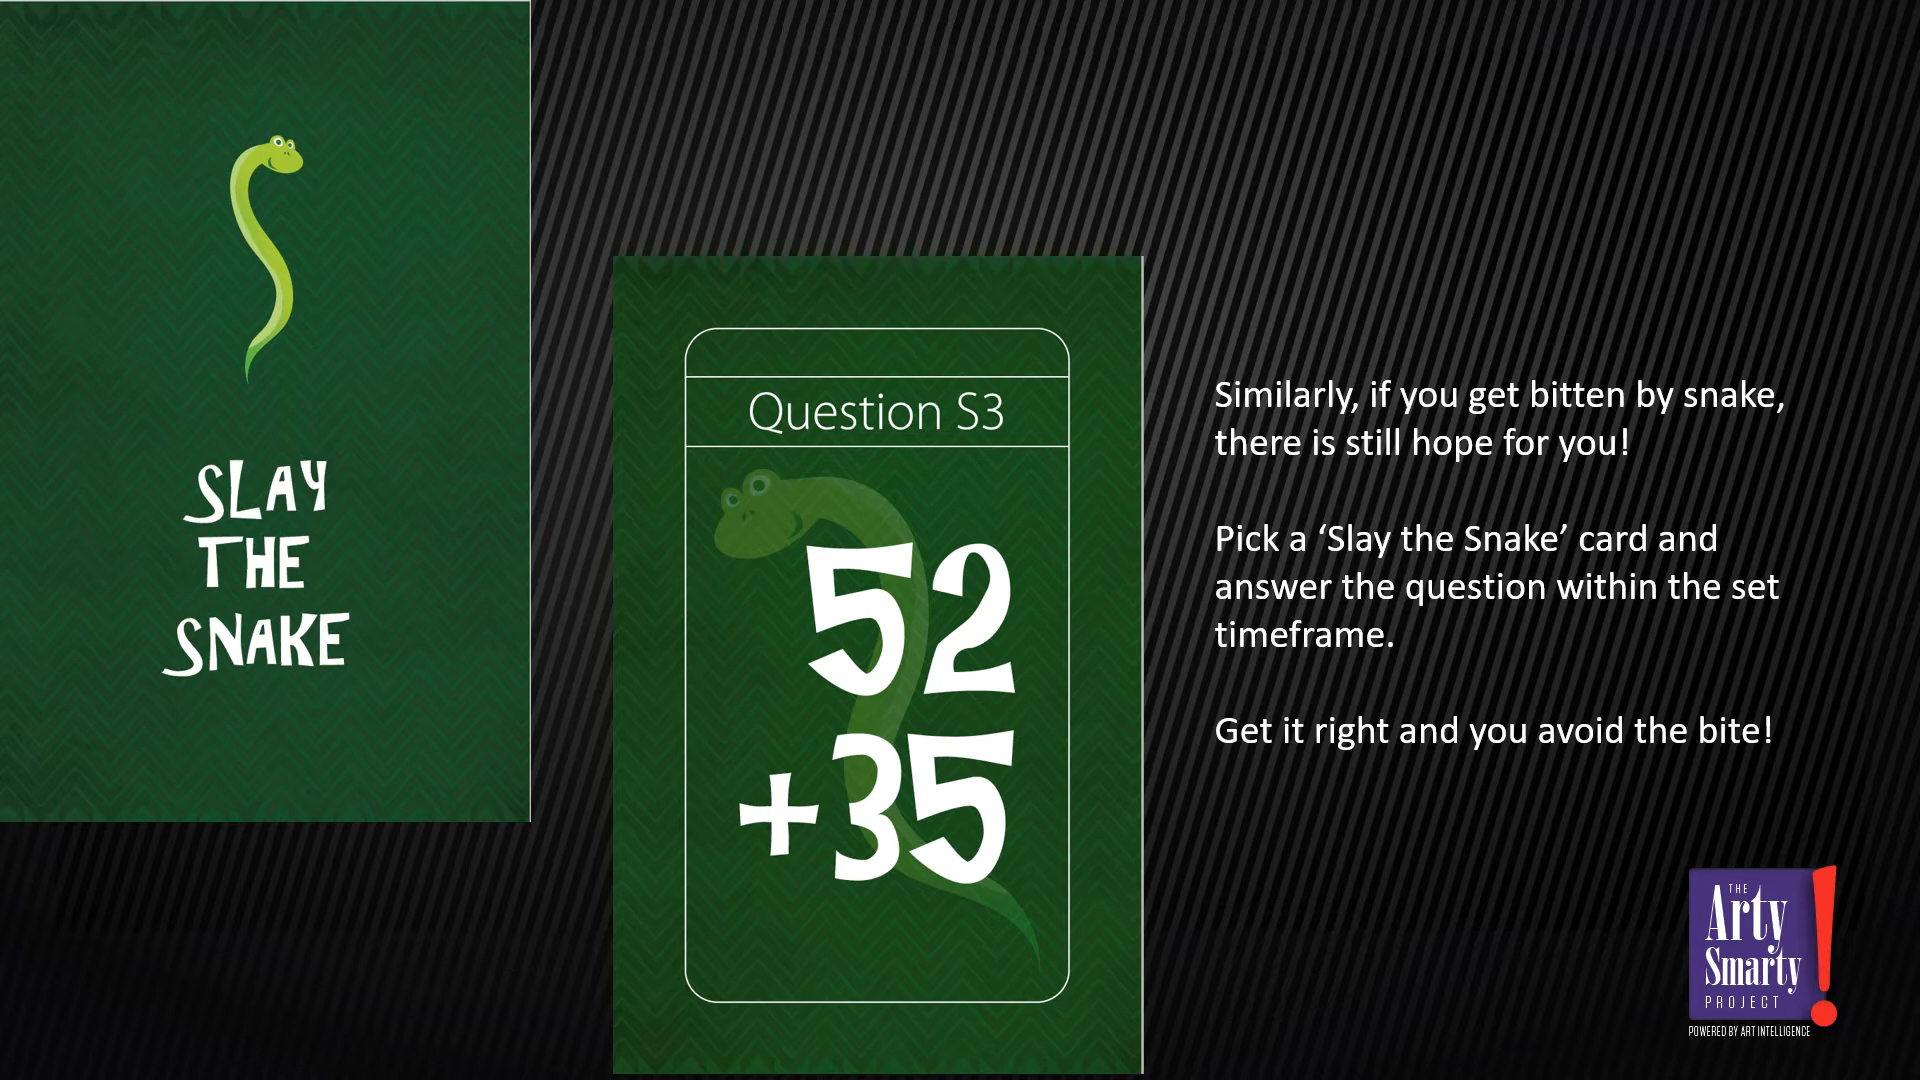 SLAY
THE
SNAKE
Question S3
52
+35
Similarly, if you get bitten by snake,
there is still hope for you!
Pick a ‘Slay the Snake’ card and
answer the question within the set
timeframe.
Get it right and you avoid the bite!
THE
Arty
Smarty
PROJECT
!
POWERED BY ART INTELLIGENCE